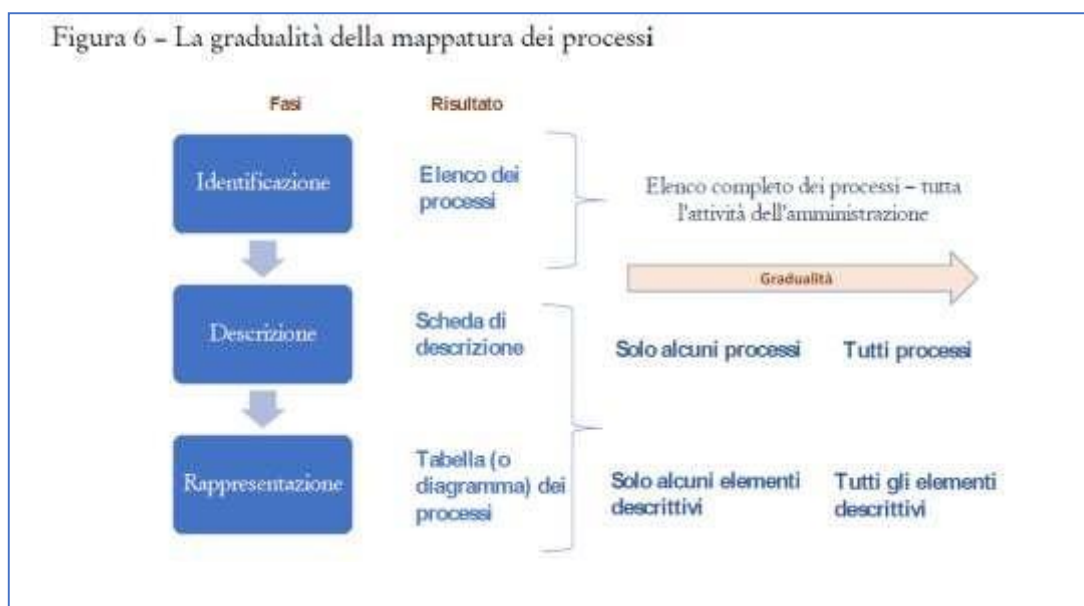 Figura 6 – La gradualità della mappatura dei processi
Fasi
Risultato
Identificazione
Elenco dei
processi
Elenco completo dei processi – tutta
l'attività dell'amministrazione
Gradualità
Descrizione
Scheda di
descrizione
Solo alcuni processi
Tutti processi
Rappresentazione
Tabella (o
diagramma) dei
processi
Solo alcuni elementi
descrittivi
Tutti gli elementi
descrittivi